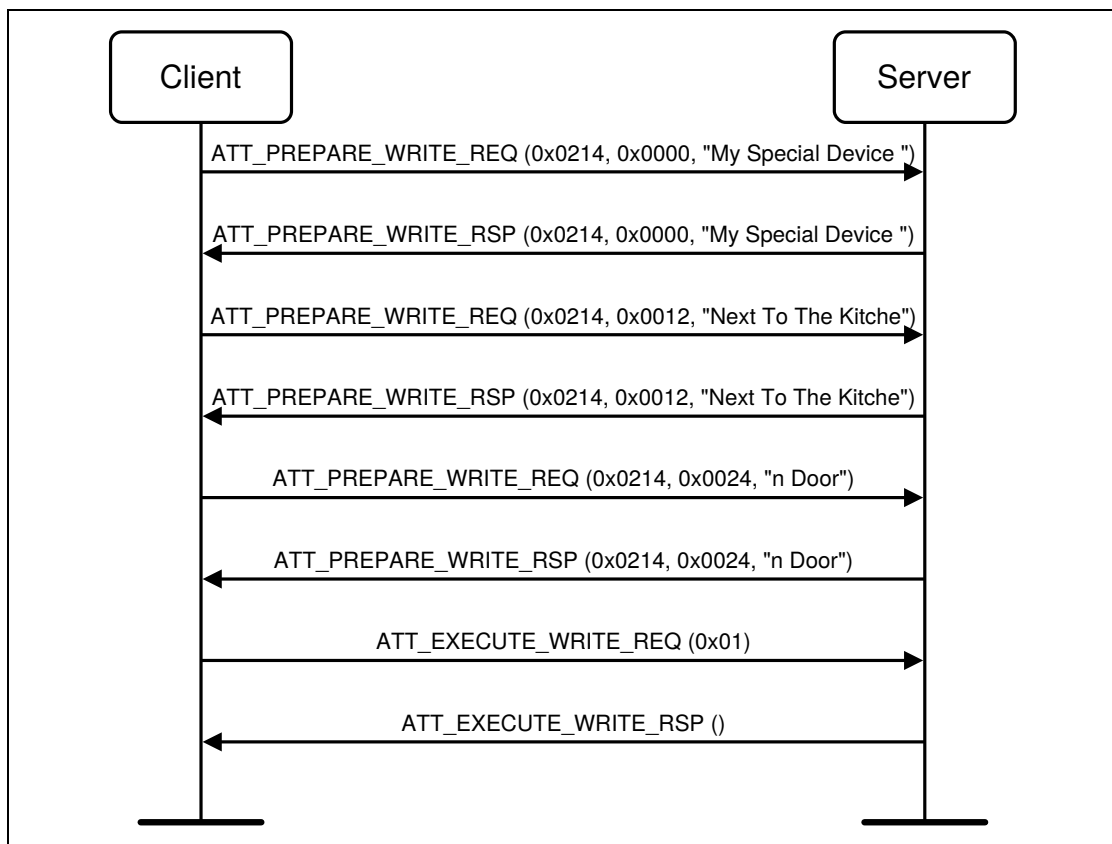 Client
Server
ATT_PREPARE_WRITE_REQ (0x0214, 0x0000, "My Special Device ")
ATT_PREPARE_WRITE_RSP (0x0214, 0x0000, "My Special Device ")
ATT_PREPARE_WRITE_REQ (0x0214, 0x0012, "Next To The Kitche")
ATT_PREPARE_WRITE_RSP (0x0214, 0x0012, "Next To The Kitche")
ATT_PREPARE_WRITE_REQ (0x0214, 0x0024, "n Door")
ATT_PREPARE_WRITE_RSP (0x0214, 0x0024, "n Door")
ATT_EXECUTE_WRITE_REQ (0x01)
ATT_EXECUTE_WRITE_RSP ()